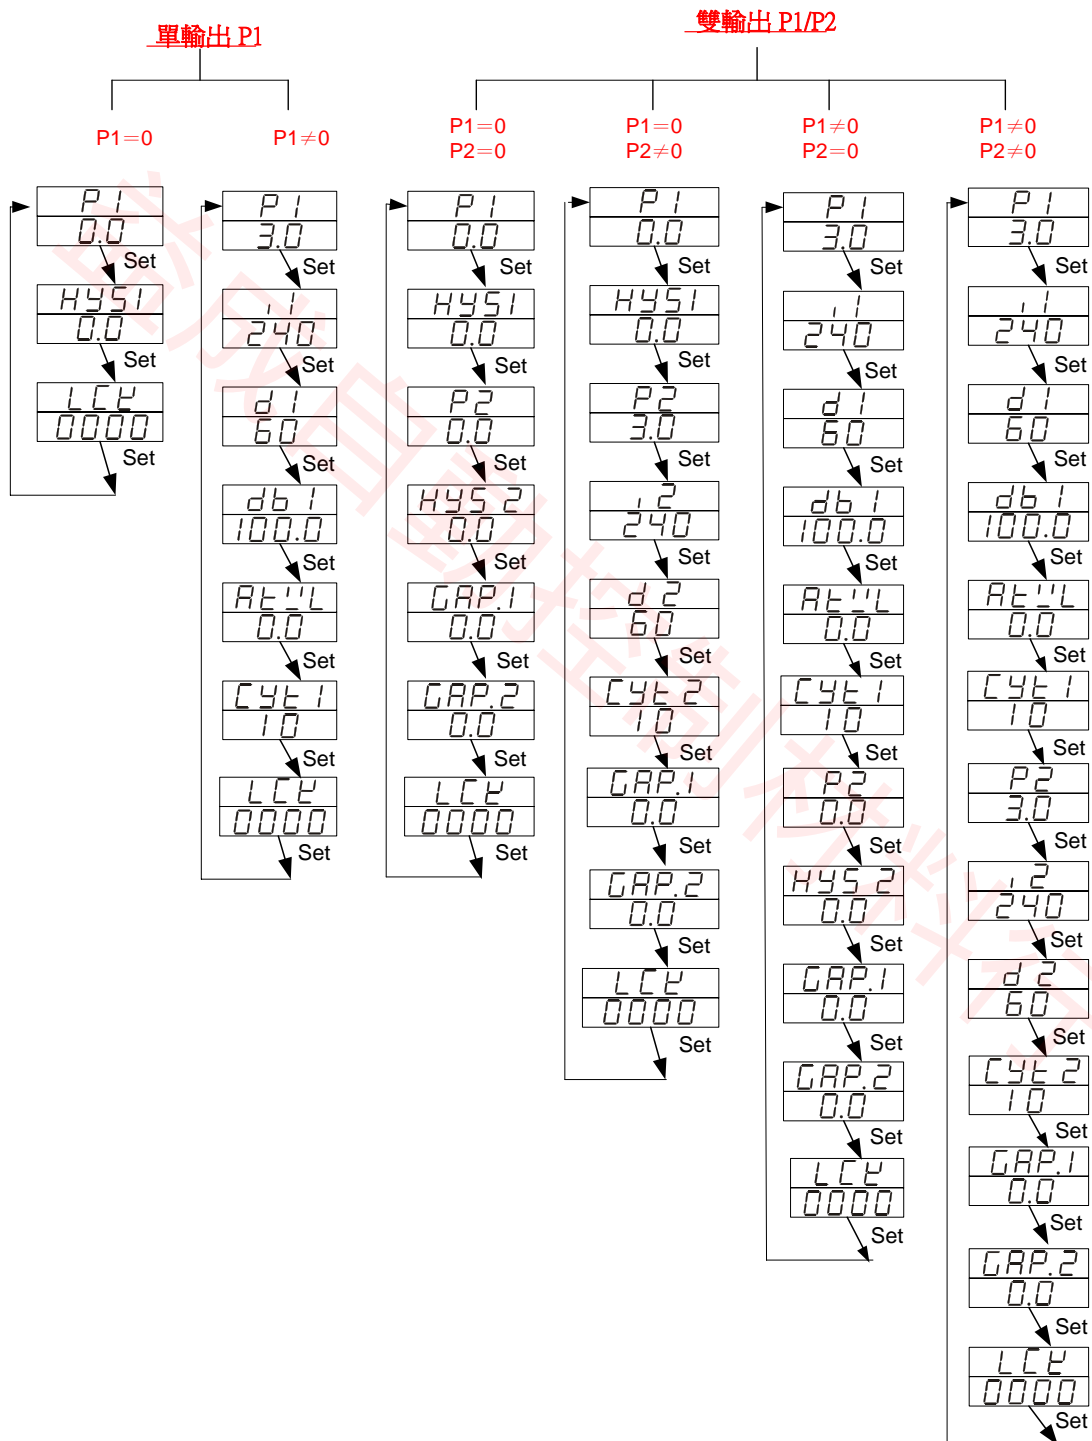 單輸出 P1
雙輸出 P1/P2
P1=0
P1≠0
P1=0
P2=0
P1=0
P2≠0
P1≠0
P2=0
P1≠0
P2≠0
P1
0.0
Set
HYS1
0.0
Set
LCK
0000
Set
P1
3.0
Set
i1
240
Set
d1
60
Set
db1
100.0
Set
AtVL
0.0
Set
CYt1
10
Set
LCK
0000
Set
P1
0.0
Set
HYS1
0.0
Set
P2
0.0
Set
HYS2
0.0
Set
GAP.1
0.0
Set
GAP.2
0.0
Set
LCK
0000
Set
P1
0.0
Set
HYS1
0.0
Set
P2
3.0
Set
i2
240
Set
d2
60
Set
CYt2
10
Set
GAP.1
0.0
Set
GAP.2
0.0
Set
LCK
0000
Set
P1
3.0
Set
i1
240
Set
d1
60
Set
db1
100.0
Set
AtVL
0.0
Set
CYt1
10
Set
P2
0.0
Set
HYS2
0.0
Set
GAP.1
0.0
Set
GAP.2
0.0
Set
LCK
0000
Set
P1
3.0
Set
i1
240
Set
d1
60
Set
db1
100.0
Set
AtVL
0.0
Set
CYt1
10
Set
P2
3.0
Set
i2
240
Set
d2
60
Set
CYt2
10
Set
GAP.1
0.0
Set
GAP.2
0.0
Set
LCK
0000
Set
益成自動控制材料行